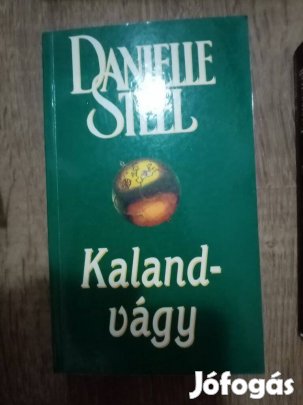 DANIELLE
STEEL
Kaland-
vágy
Jófogás